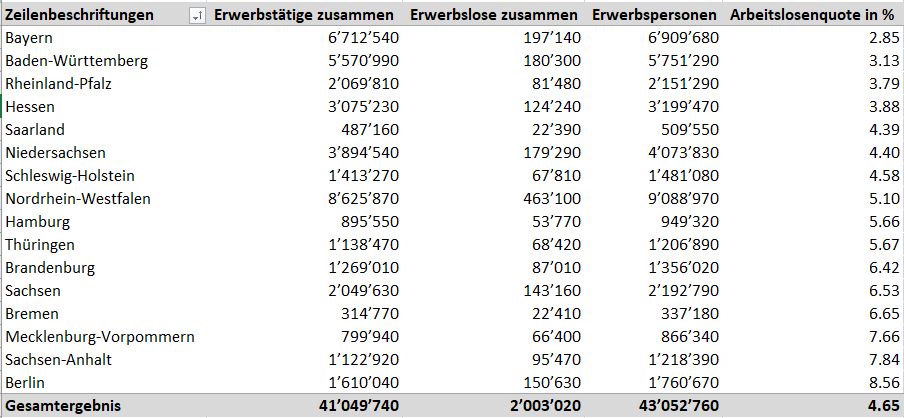 Zeilenbeschriftungen Erwerbstätige zusammen Erwerbslose zusammen Erwerbspersonen Arbeitslosenquote in %
Bayern 6’712’540 197’140 6’909’680 2.85
Baden-Württemberg 5’570’990 180’300 5’751’290 3.13
Rheinland-Pfalz 2’069’810 81’480 2’151’290 3.79
Hessen 3’075’230 124’240 3’199’470 3.88
Saarland 487’160 22’390 509’550 4.39
Niedersachsen 3’894’540 179’290 4’073’830 4.40
Schleswig-Holstein 1’413’270 67’810 1’481’080 4.58
Nordrhein-Westfalen 8’625’870 463’100 9’088’970 5.10
Hamburg 895’550 53’770 949’320 5.66
Thüringen 1’138’470 68’420 1’206’890 5.67
Brandenburg 1’269’010 87’010 1’356’020 6.42
Sachsen 2’049’630 143’160 2’192’790 6.53
Bremen 314’770 22’410 337’180 6.65
Mecklenburg-Vorpommern 799’940 66’400 866’340 7.66
Sachsen-Anhalt 1’122’920 95’470 1’218’390 7.84
Berlin 1’610’040 150’630 1’760’670 8.56
Gesamtergebnis 41’049’740 2’003’020 43’052’760 4.65